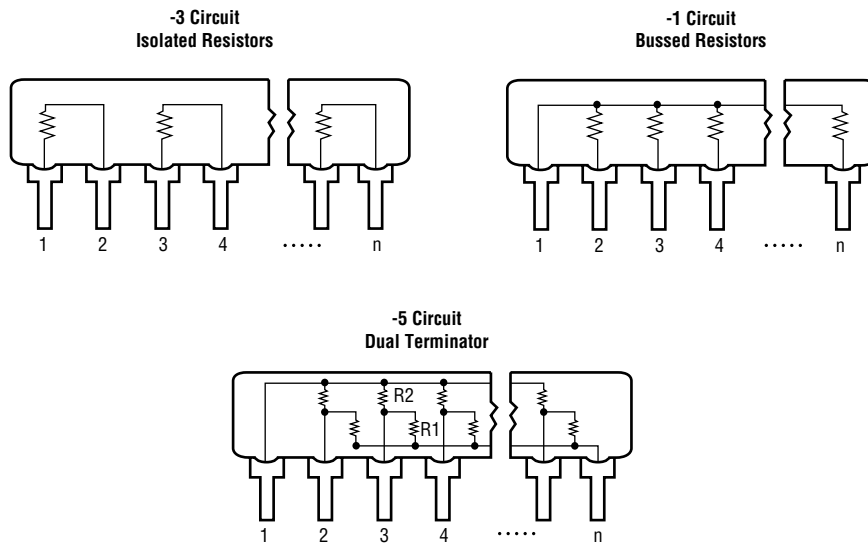 -3 Circuit
Isolated Resistors
1 2 3 4 ..... n
-1 Circuit
Bussed Resistors
1 2 3 4 ..... n
-5 Circuit
Dual Terminator
R2
R1
1 2 3 4 ..... n